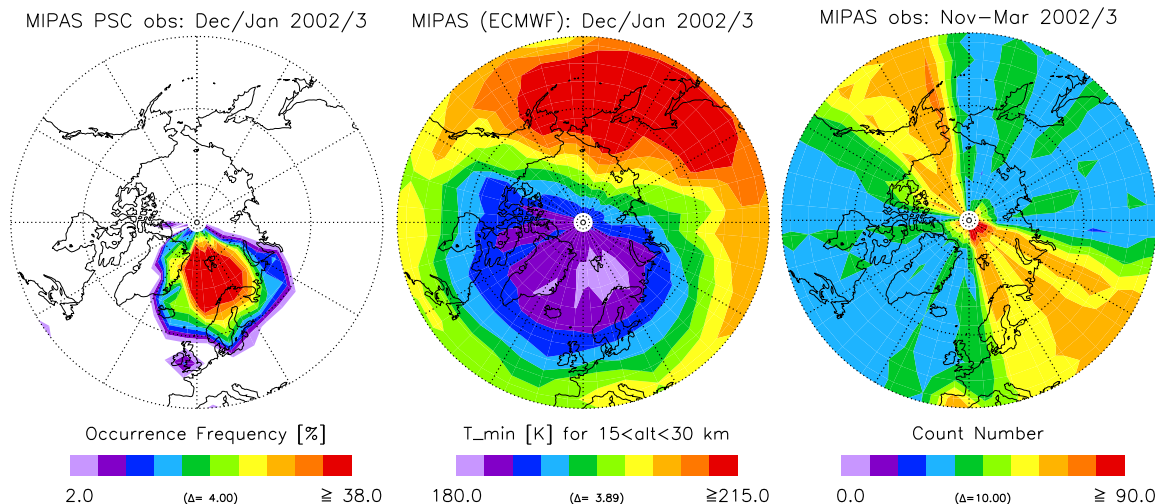 MIPAS PSC obs: Dec/Jan 2002/3
MIPAS (ECMWF): Dec/Jan 2002/3
MIPAS obs: Nov-Mar 2002/3
Occurrence Frequency [%]
2.0 (Δ= 4.00) ≧ 38.0
T_min [K] for 15<alt<30 km
180.0 (Δ= 3.89) ≧215.0
Count Number
0.0 (Δ=10.00) ≧ 90.0